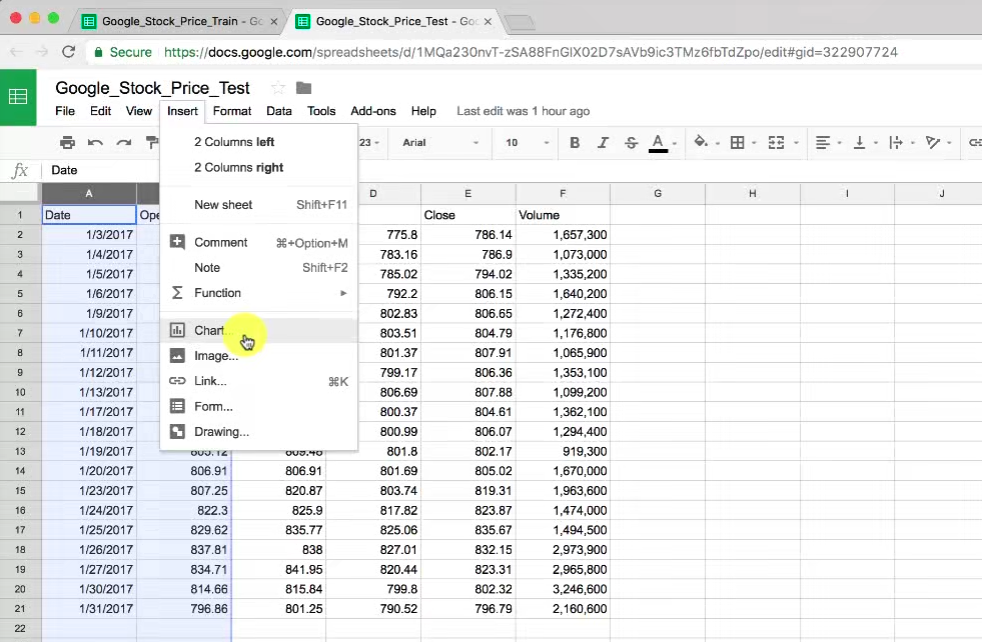 Google_Stock_Price_Train - Go
Google_Stock_Price_Test - Goo
Secure https://docs.google.com/spreadsheets/d/1MQa230nvT-zSA88FnGlX02D7sAVb9ic3TMz6fbTdZpo/edit#gid=322907724
Google_Stock_Price_Test
File Edit View Insert Format Data Tools Add-ons Help Last edit was 1 hour ago
23 Arial 10 B I S A
fx Date
2 Columns left
2 Columns right
New sheet Shift+F11
Comment ⌘+Option+M
Note Shift+F2
Σ Function
Chart...
Image...
Link... ⌘K
Form...
Drawing...
A D E F G H I J
1 Date Ope Close Volume
2 1/3/2017 775.8 786.14 1,657,300
3 1/4/2017 783.16 786.9 1,073,000
4 1/5/2017 785.02 794.02 1,335,200
5 1/6/2017 792.2 806.15 1,640,200
6 1/9/2017 802.83 806.65 1,272,400
7 1/10/2017 803.51 804.79 1,176,800
8 1/11/2017 801.37 807.91 1,065,900
9 1/12/2017 799.17 806.36 1,353,100
10 1/13/2017 806.69 807.88 1,099,200
11 1/17/2017 800.37 804.61 1,362,100
12 1/18/2017 800.99 806.07 1,294,400
13 1/19/2017 805.12 809.48 801.8 802.17 919,300
14 1/20/2017 806.91 806.91 801.69 805.02 1,670,000
15 1/23/2017 807.25 820.87 803.74 819.31 1,963,600
16 1/24/2017 822.3 825.9 817.82 823.87 1,474,000
17 1/25/2017 829.62 835.77 825.06 835.67 1,494,500
18 1/26/2017 837.81 838 827.01 832.15 2,973,900
19 1/27/2017 834.71 841.95 820.44 823.31 2,965,800
20 1/30/2017 814.66 815.84 799.8 802.32 3,246,600
21 1/31/2017 796.86 801.25 790.52 796.79 2,160,600
22